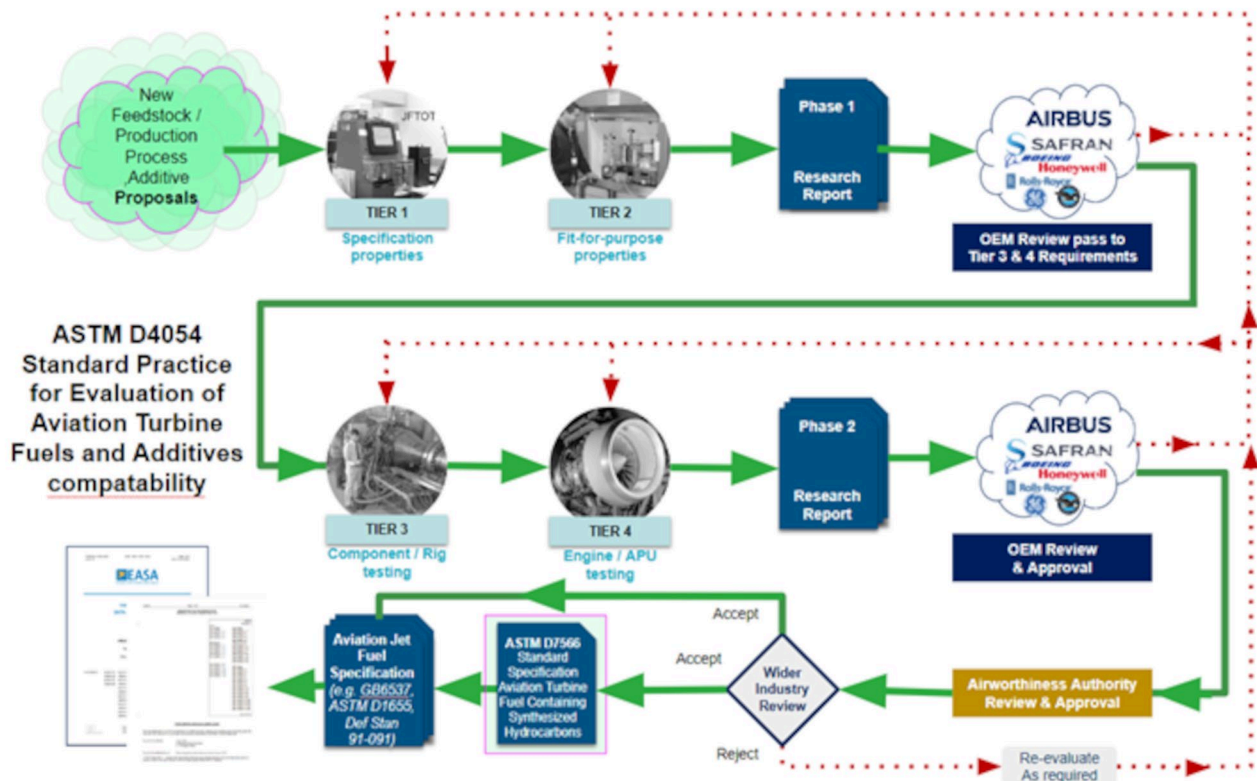 New
Feedstock /
Production
Process
,Additive
Proposals
JFTOT
TIER 1
Specification
properties
TIER 2
Fit-for-purpose
properties
Phase 1
Research
Report
AIRBUS
SAFRAN
BOEING
Honeywell
Rolls-Royce
OEM Review pass to
Tier 3 & 4 Requirements
ASTM D4054
Standard Practice
for Evaluation of
Aviation Turbine
Fuels and Additives
compatability
TIER 3
Component / Rig
testing
TIER 4
Engine / APU
testing
Phase 2
Research
Report
AIRBUS
SAFRAN
BOEING
Honeywell
Rolls-Royce
OEM Review
& Approval
EASA
Aviation Jet
Fuel
Specification
(e.g. GB6537,
ASTM D1655,
Def Stan
91-091)
ASTM D7566
Standard
Specification
Aviation Turbine
Fuel Containing
Synthesized
Hydrocarbons
Accept
Accept
Wider
Industry
Review
Reject
Airworthiness Authority
Review & Approval
Re-evaluate
As required